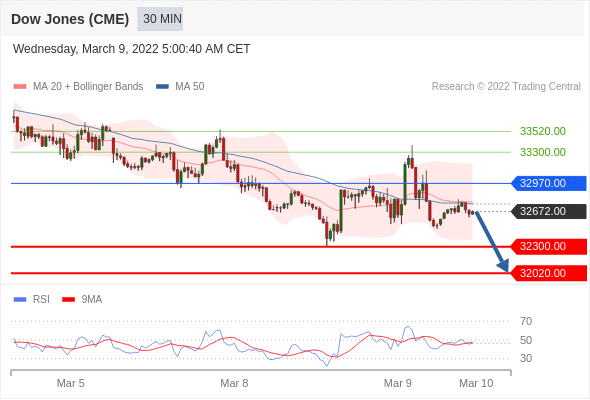 Dow Jones (CME) 30 MIN
Wednesday, March 9, 2022 5:00:40 AM CET
MA 20 + Bollinger Bands MA 50 Research © 2022 Trading Central
33520.00
33300.00
32970.00
32672.00
32300.00
32020.00
RSI 9MA
70
50
30
Mar 5 Mar 8 Mar 9 Mar 10